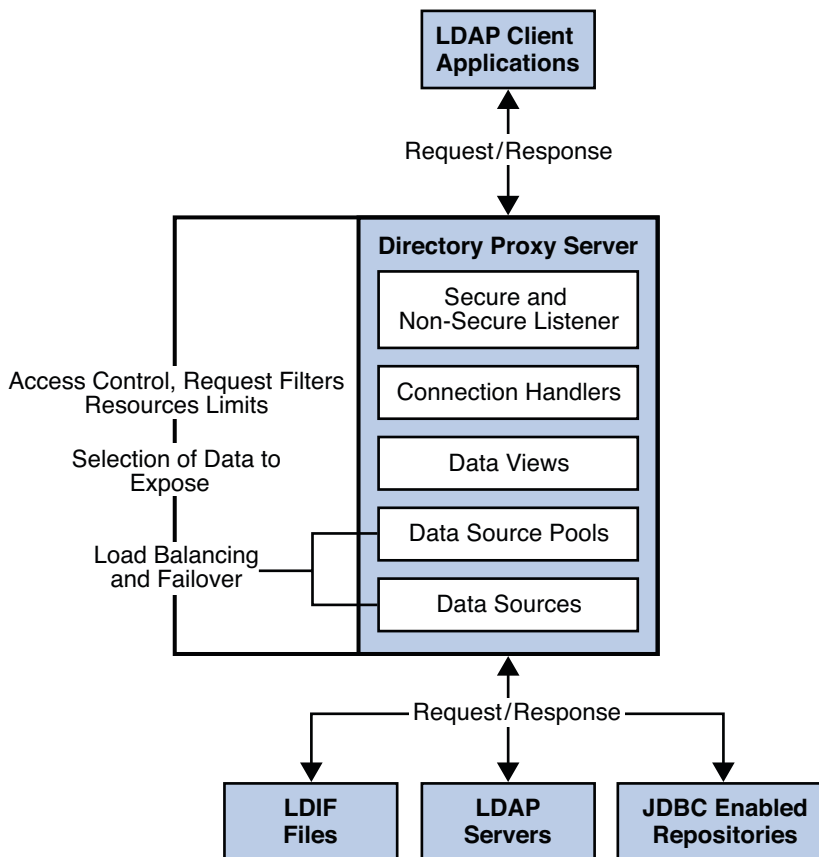 LDAP Client
Applications
Request/Response
Directory Proxy Server
Secure and
Non-Secure Listener
Access Control, Request Filters
Resources Limits
Connection Handlers
Selection of Data to
Expose
Data Views
Load Balancing
and Failover
Data Source Pools
Data Sources
Request/Response
LDIF
Files
LDAP
Servers
JDBC Enabled
Repositories